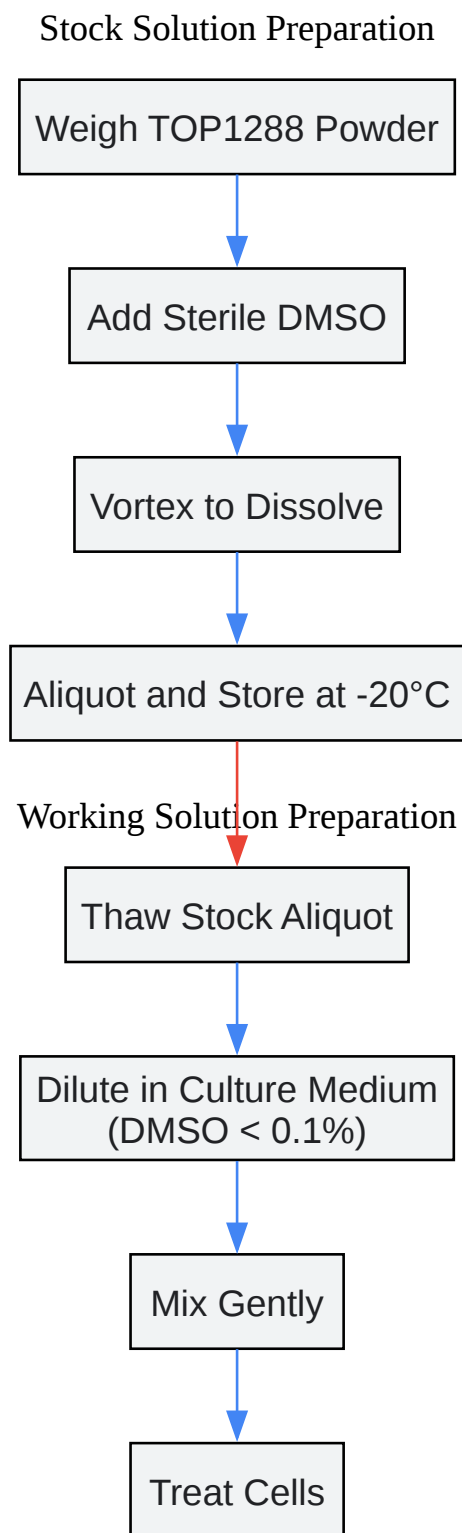 Stock Solution Preparation
Weigh TOP1288 Powder
Add Sterile DMSO
Vortex to Dissolve
Aliquot and Store at -20°C
Working Solution Preparation
Thaw Stock Aliquot
Dilute in Culture Medium
(DMSO < 0.1%)
Mix Gently
Treat Cells